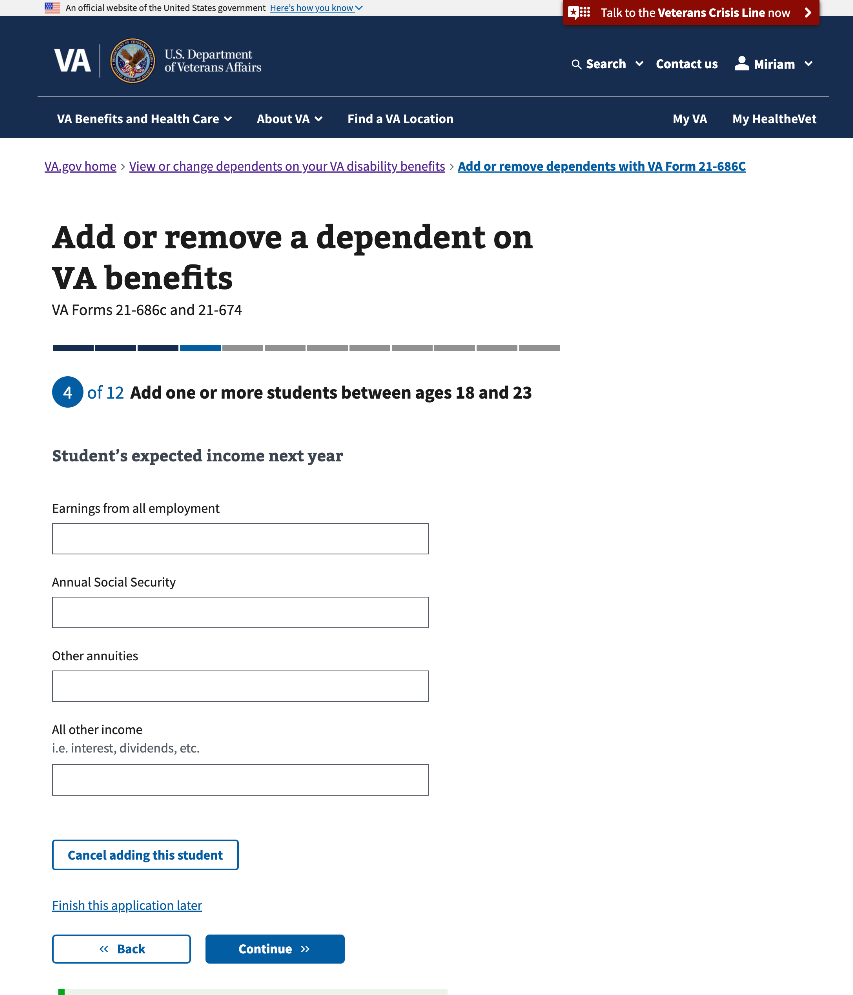 An official website of the United States government Here's how you know
Talk to the Veterans Crisis Line now
VA
U.S. Department
of Veterans Affairs
Search
Contact us
Miriam
VA Benefits and Health Care
About VA
Find a VA Location
My VA
My HealtheVet
VA.gov home › View or change dependents on your VA disability benefits › Add or remove dependents with VA Form 21-686C
Add or remove a dependent on
VA benefits
VA Forms 21-686c and 21-674
4 of 12 Add one or more students between ages 18 and 23
Student's expected income next year
Earnings from all employment
Annual Social Security
Other annuities
All other income
i.e. interest, dividends, etc.
Cancel adding this student
Finish this application later
« Back
Continue »